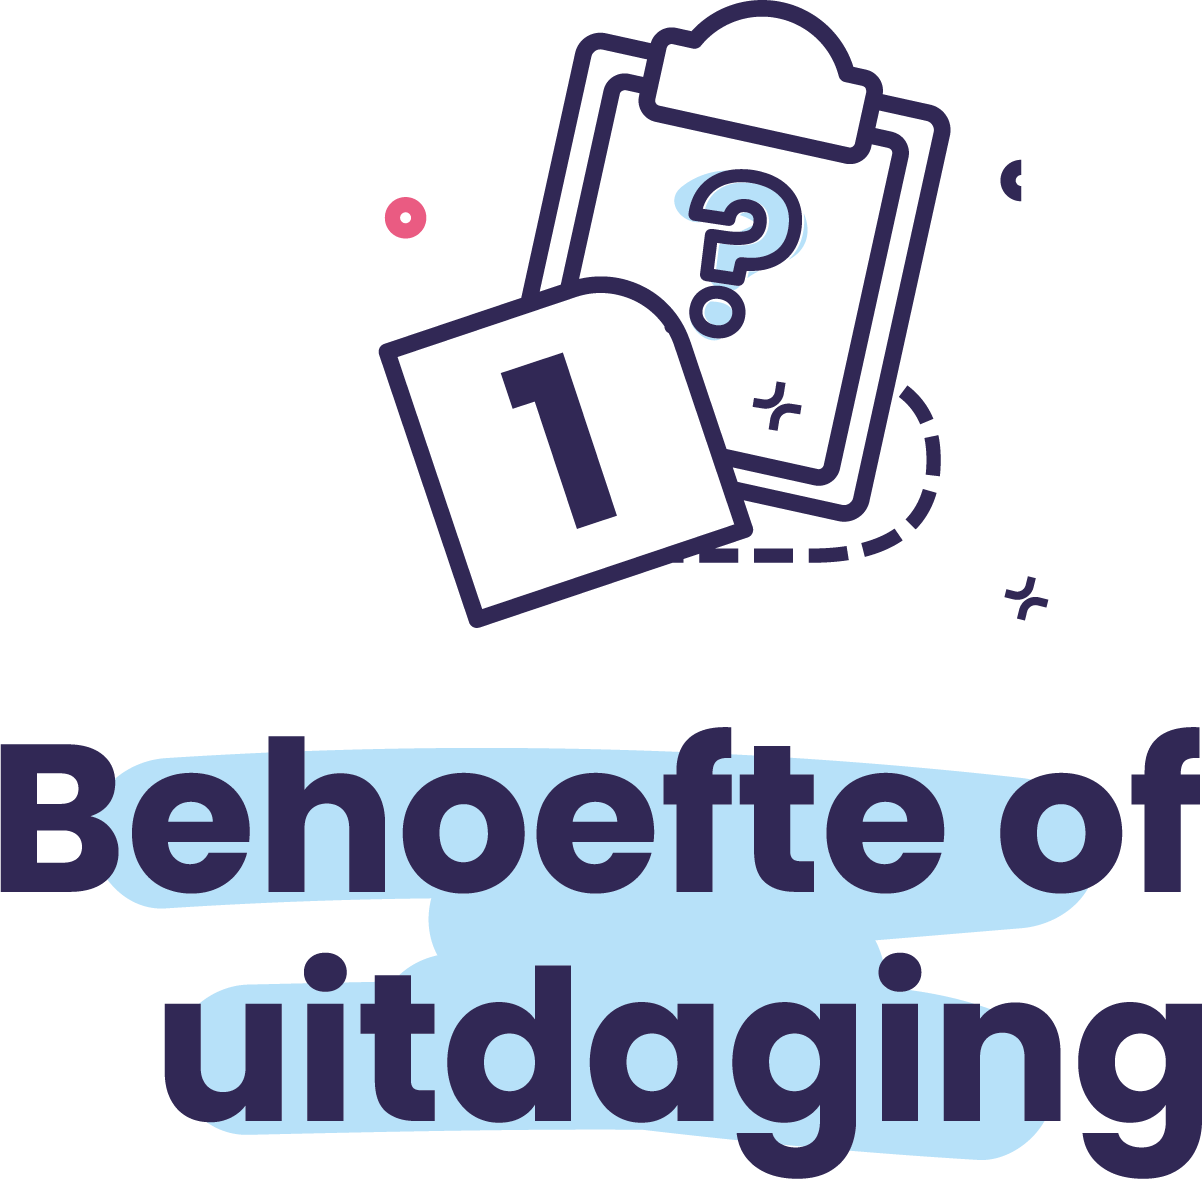 ?
1
Behoefte of
uitdaging